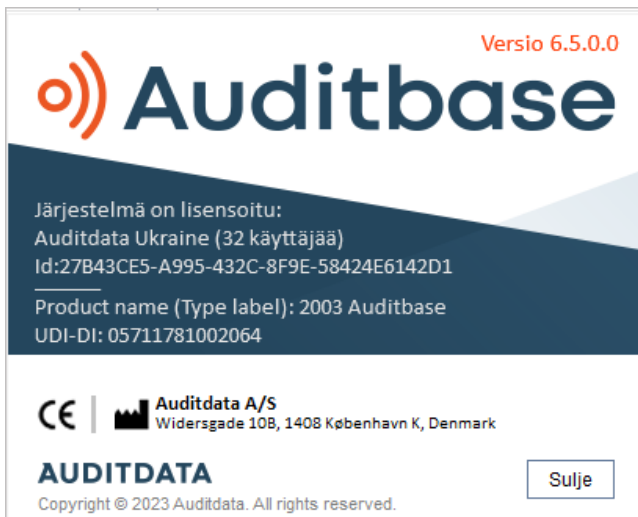 Versio 6.5.0.0
Auditbase
Järjestelmä on lisensoitu:
Auditdata Ukraine (32 käyttäjää)
Id:27B43CE5-A995-432C-8F9E-58424E6142D1
Product name (Type label): 2003 Auditbase
UDI-DI: 05711781002064
CE
Auditdata A/S
Widersgade 10B, 1408 København K, Denmark
AUDITDATA
Sulje
Copyright © 2023 Auditdata. All rights reserved.